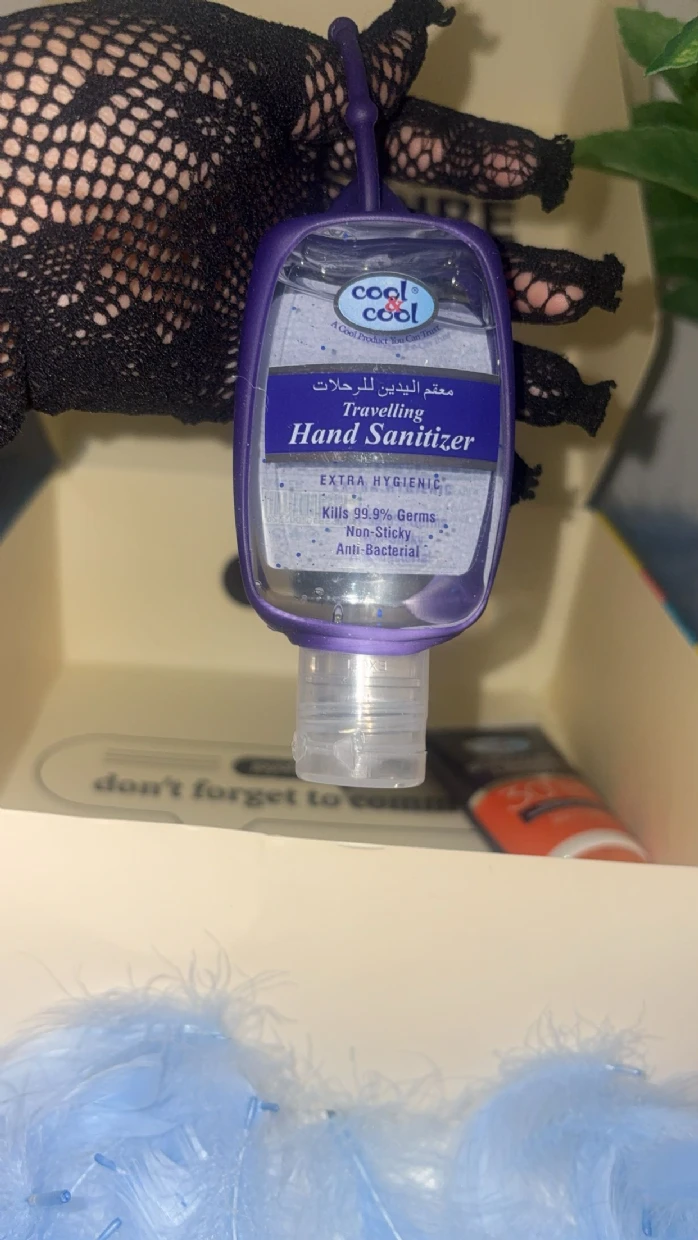 cool®
&
cool
A Cool Product You Can Trust
معقم اليدين للرحلات
Travelling
Hand Sanitizer
EXTRA HYGIENIC
Kills 99.9% Germs
Non-Sticky
Anti-Bacterial
don't forget to